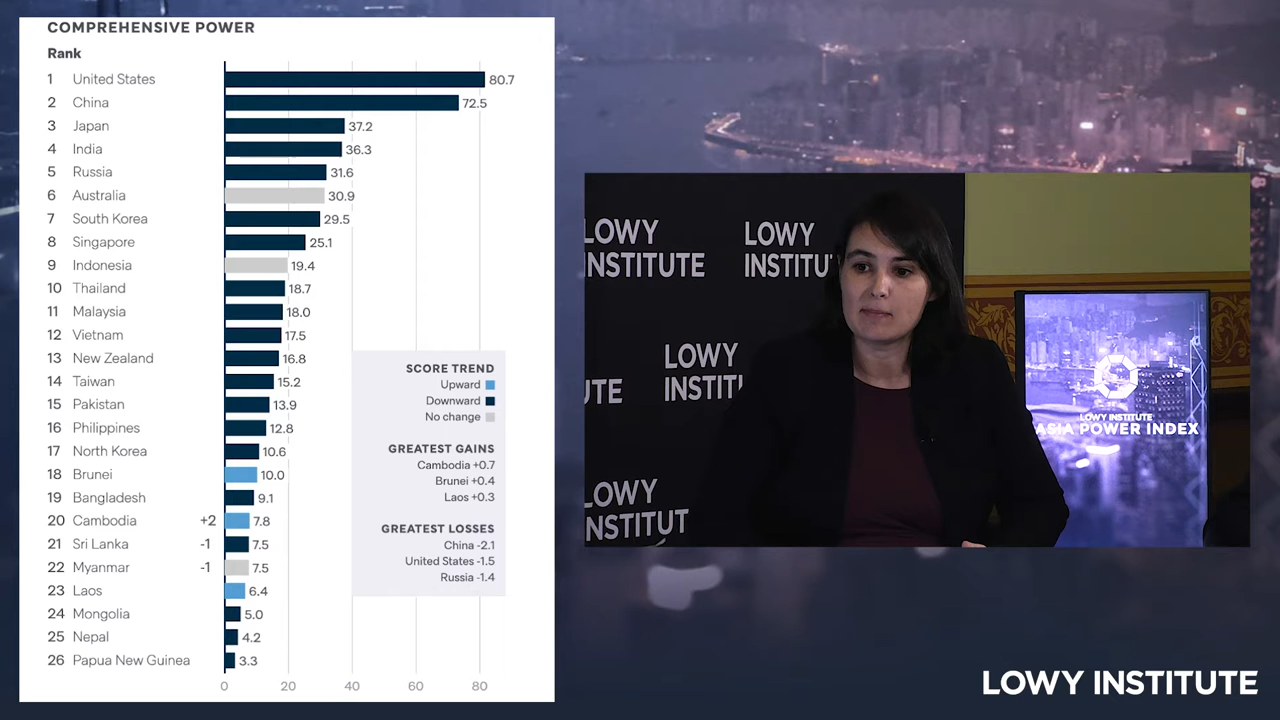 COMPREHENSIVE POWER
Rank
1 United States 80.7
2 China 72.5
3 Japan 37.2
4 India 36.3
5 Russia 31.6
6 Australia 30.9
7 South Korea 29.5
8 Singapore 25.1
9 Indonesia 19.4
10 Thailand 18.7
11 Malaysia 18.0
12 Vietnam 17.5
13 New Zealand 16.8
14 Taiwan 15.2
15 Pakistan 13.9
16 Philippines 12.8
17 North Korea 10.6
18 Brunei 10.0
19 Bangladesh 9.1
20 Cambodia +2 7.8
21 Sri Lanka -1 7.5
22 Myanmar -1 7.5
23 Laos 6.4
24 Mongolia 5.0
25 Nepal 4.2
26 Papua New Guinea 3.3
0 20 40 60 80
SCORE TREND
Upward
Downward
No change
GREATEST GAINS
Cambodia +0.7
Brunei +0.4
Laos +0.3
GREATEST LOSSES
China -2.1
United States -1.5
Russia -1.4
LOWY
INSTITUTE
LOWY
INSTITU
LOWY
INSTIT
UTE
LOWY
INSTITUT
LOWY INSTITUTE
ASIA POWER INDEX
LOWY INSTITUTE